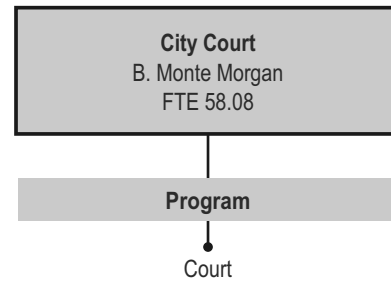 City Court
B. Monte Morgan
FTE 58.08
Program
Court